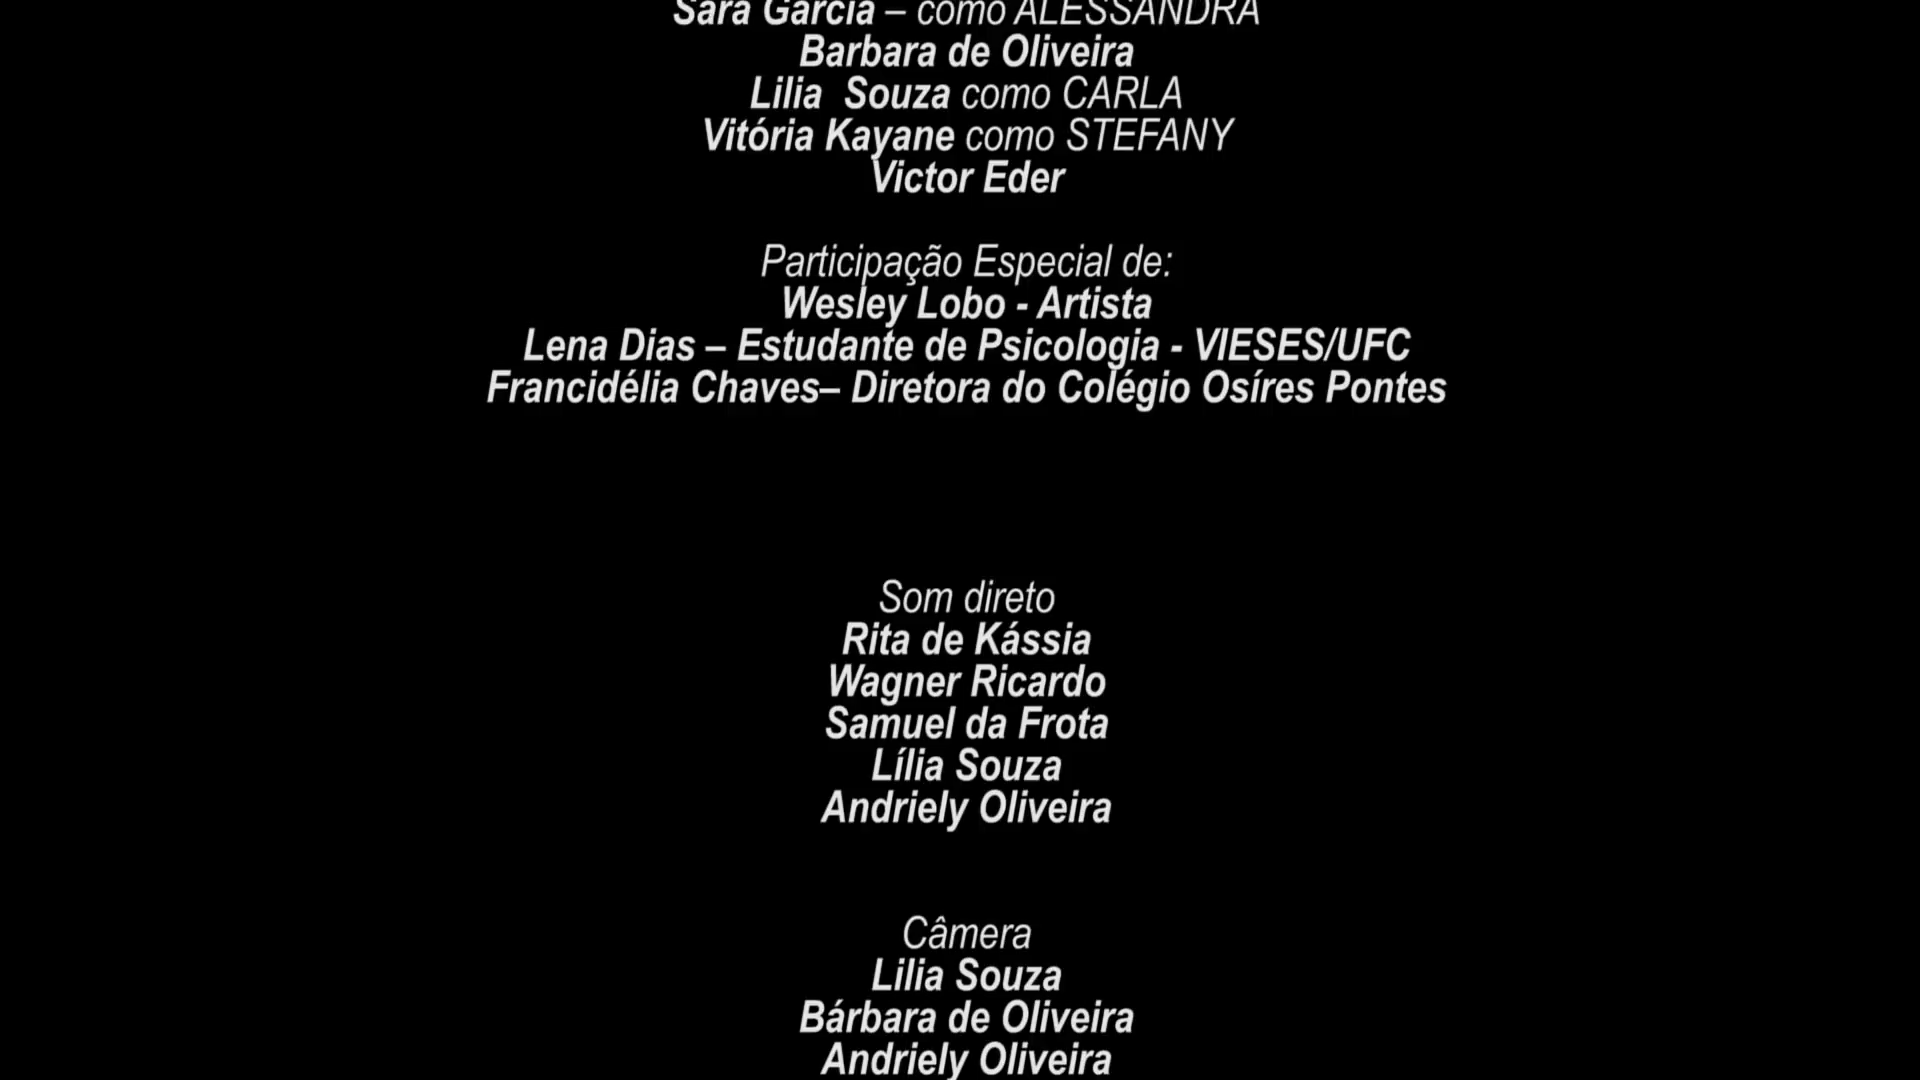 Sara Garcia – como ALESSANDRA
Barbara de Oliveira
Lilia  Souza como CARLA
Vitória Kayane como STEFANY
Victor Eder
Participação Especial de:
Wesley Lobo - Artista
Lena Dias – Estudante de Psicologia - VIESES/UFC
Francidélia Chaves– Diretora do Colégio Osíres Pontes
Som direto
Rita de Kássia
Wagner Ricardo
Samuel da Frota
Lília Souza
Andriely Oliveira
Câmera
Lilia Souza
Bárbara de Oliveira
Andriely Oliveira